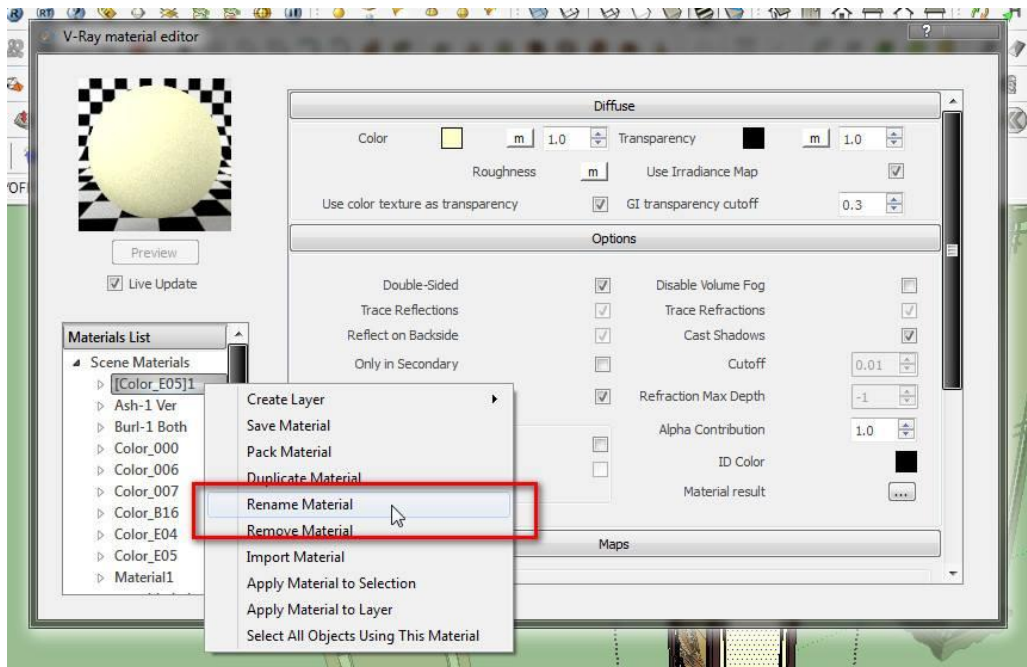 V-Ray material editor
?
Diffuse
Color m 1.0 Transparency m 1.0
Roughness m Use Irradiance Map
Use color texture as transparency GI transparency cutoff 0.3
Options
Preview
Live Update
Double-Sided Disable Volume Fog
Trace Reflections Trace Refractions
Reflect on Backside Cast Shadows
Only in Secondary Cutoff 0.01
Refraction Max Depth -1
Alpha Contribution 1.0
ID Color
Material result ...
Maps
Materials List
Scene Materials
[Color_E05]1
Ash-1 Ver
Burl-1 Both
Color_000
Color_006
Color_007
Color_B16
Color_E04
Color_E05
Material1
Create Layer
Save Material
Pack Material
Duplicate Material
Rename Material
Remove Material
Import Material
Apply Material to Selection
Apply Material to Layer
Select All Objects Using This Material